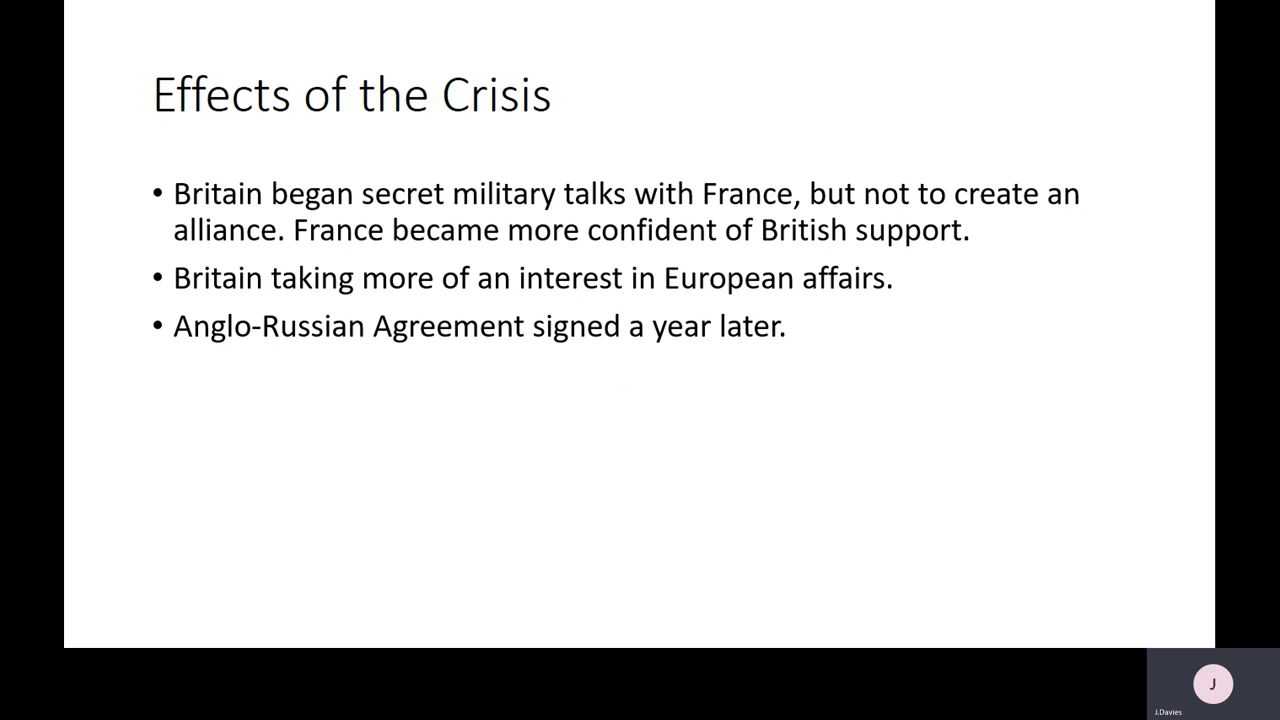 Effects of the Crisis
• Britain began secret military talks with France, but not to create an
alliance. France became more confident of British support.
• Britain taking more of an interest in European affairs.
• Anglo-Russian Agreement signed a year later.
J
J.Davies